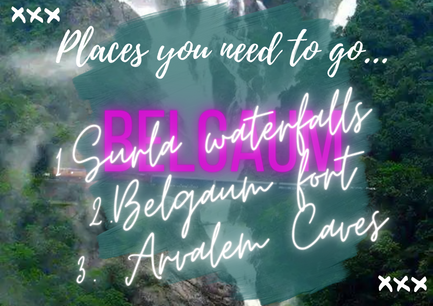 xxx
Places you need to go...
BELGAUM
1.Surla waterfalls
2.Belgaum fort
3. Arvalem Caves
xxx